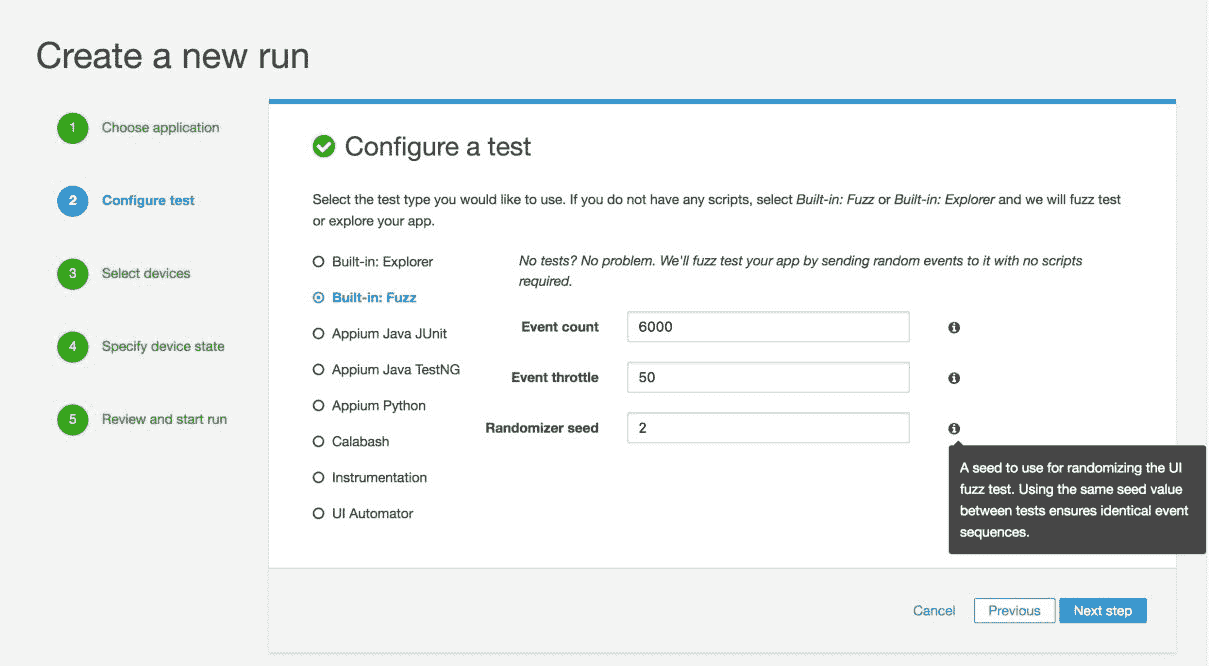 Create a new run
1 Choose application
2 Configure test
3 Select devices
4 Specify device state
5 Review and start run
Configure a test
Select the test type you would like to use. If you do not have any scripts, select Built-in: Fuzz or Built-in: Explorer and we will fuzz test
or explore your app.
Built-in: Explorer
Built-in: Fuzz
Appium Java JUnit
Appium Java TestNG
Appium Python
Calabash
Instrumentation
UI Automator
No tests? No problem. We'll fuzz test your app by sending random events to it with no scripts
required.
Event count 6000
Event throttle 50
Randomizer seed 2
A seed to use for randomizing the UI
fuzz test. Using the same seed value
between tests ensures identical event
sequences.
Cancel Previous Next step